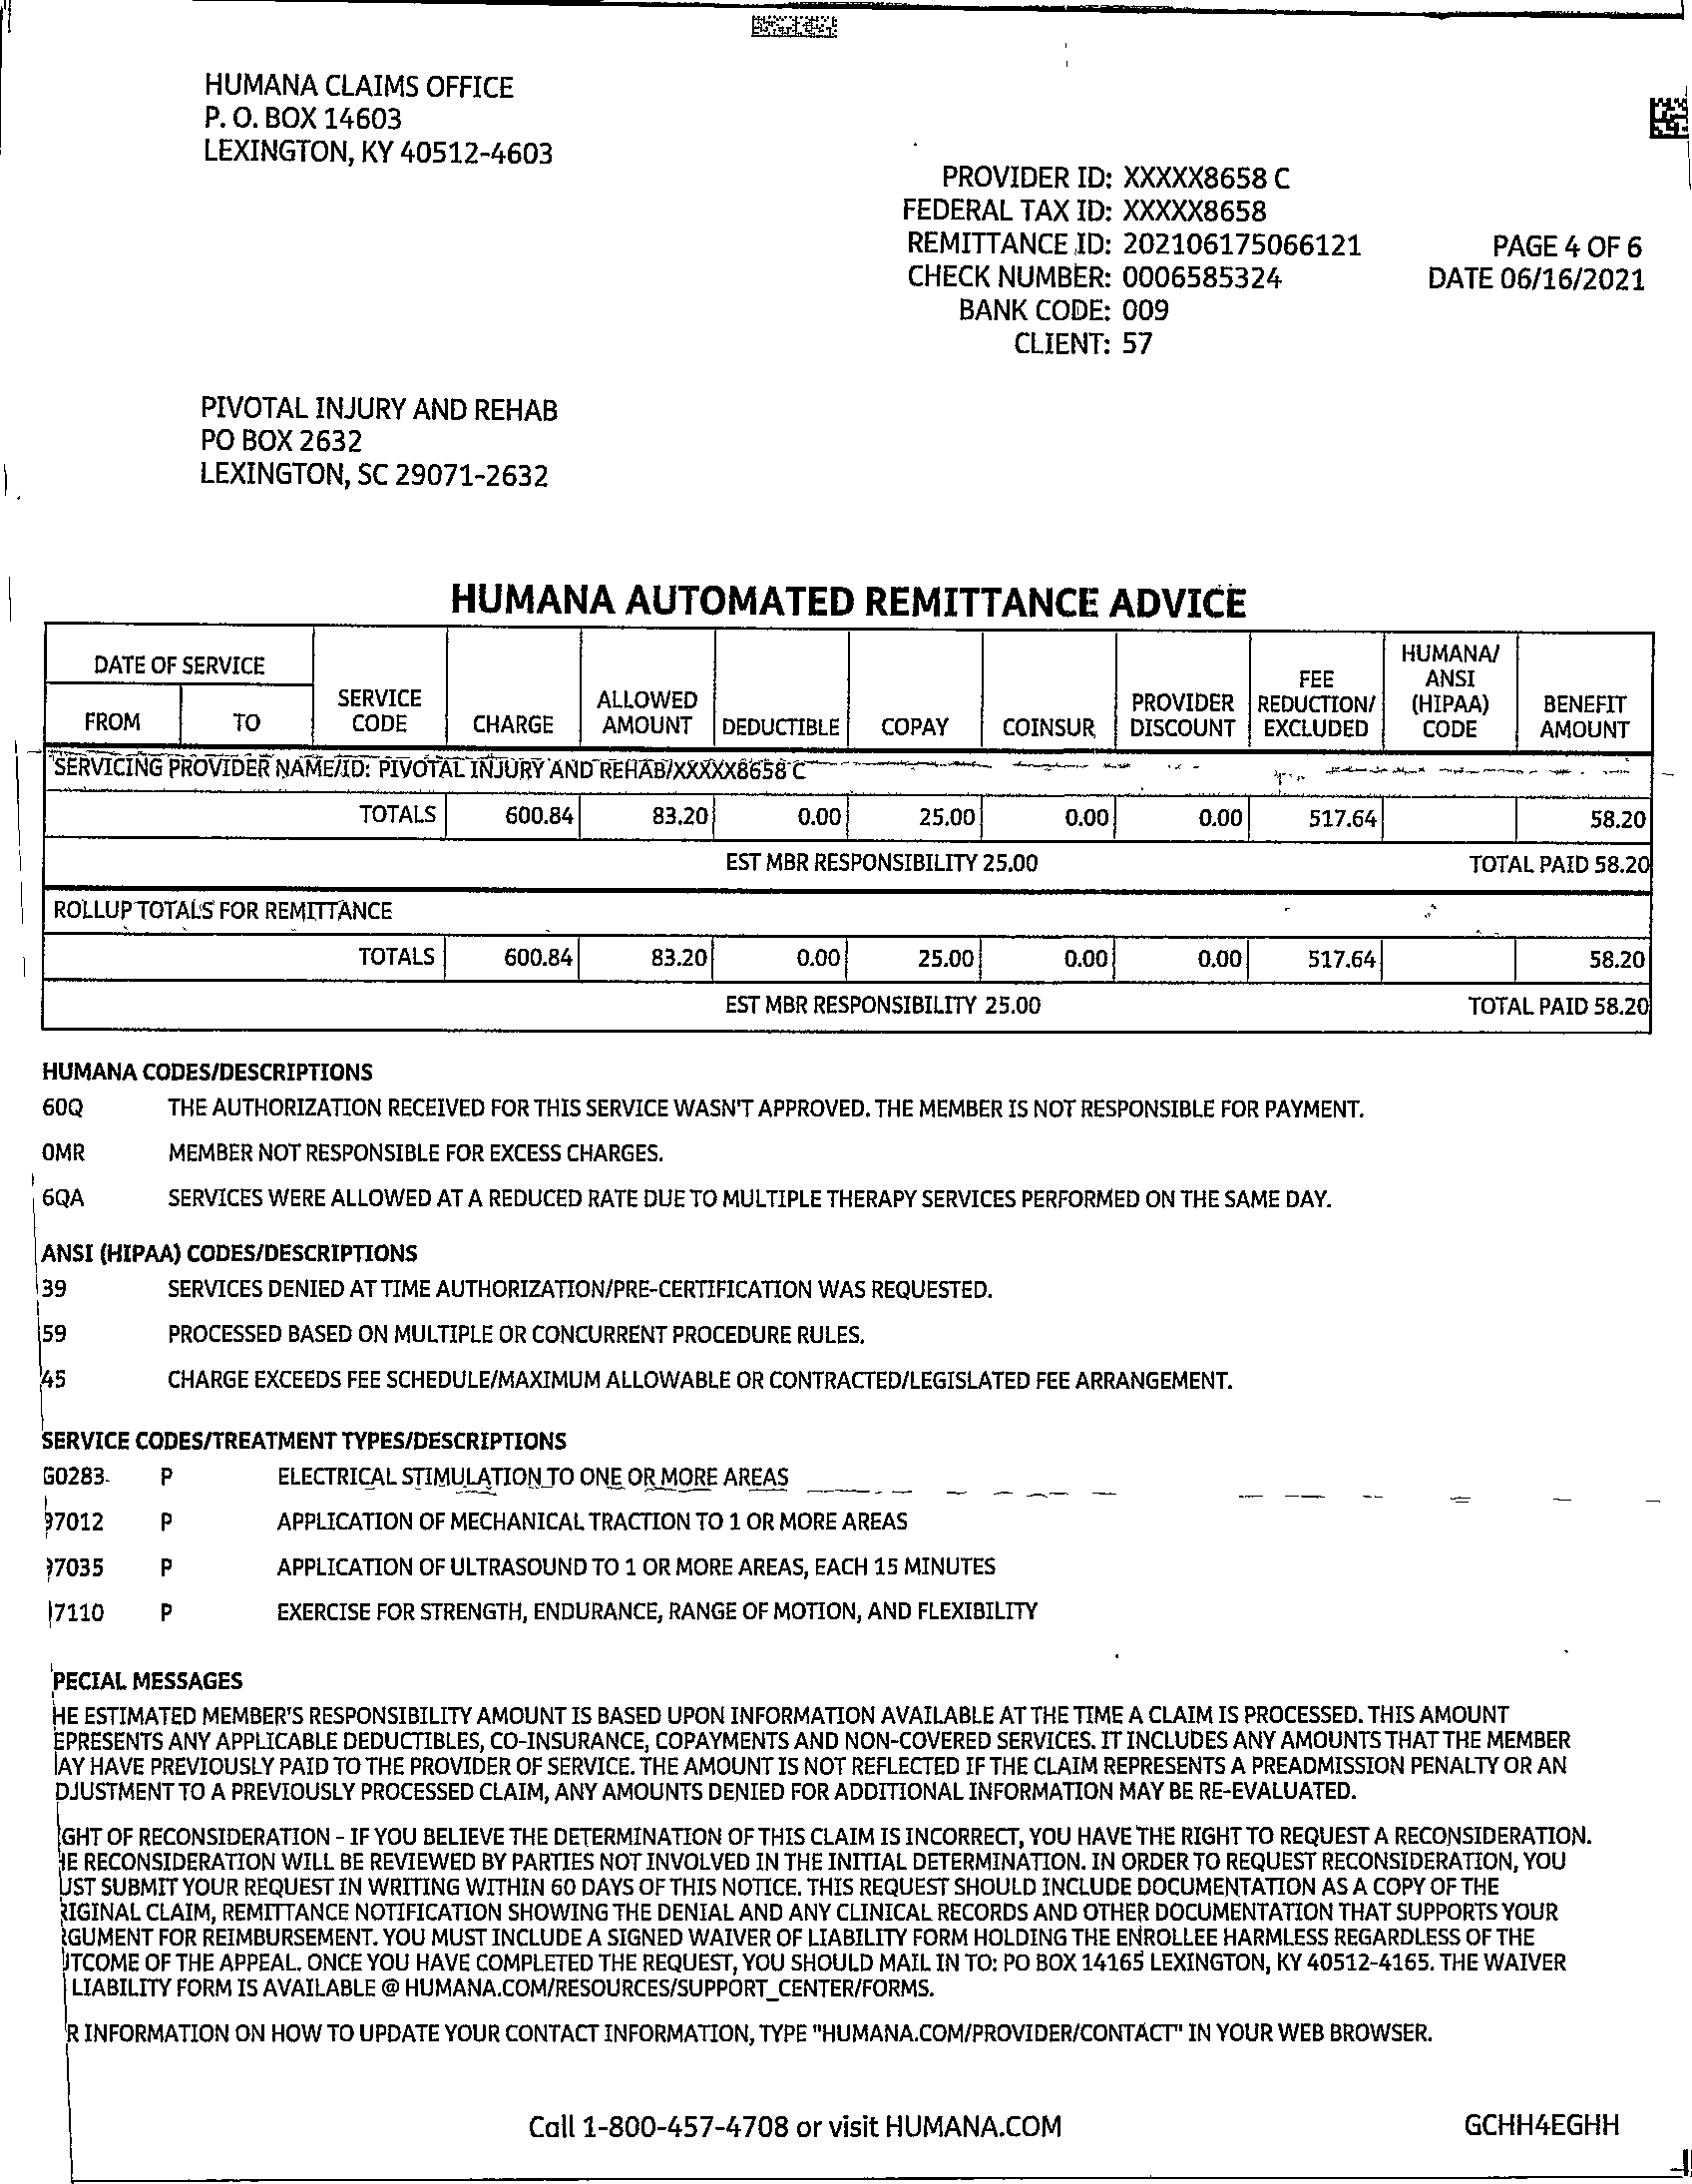 HUMANA CLAIMS OFFICE
P. O. BOX 14603
LEXINGTON, KY 40512-4603
PROVIDER ID: XXXXX8658 C
FEDERAL TAX ID: XXXXX8658
REMITTANCE ID: 202106175066121 PAGE 4 OF 6
CHECK NUMBER: 0006585324 DATE 06/16/2021
BANK CODE: 009
CLIENT: 57
PIVOTAL INJURY AND REHAB
PO BOX 2632
LEXINGTON, SC 29071-2632
HUMANA AUTOMATED REMITTANCE ADVICE
DATE OF SERVICE FROM TO SERVICE CODE CHARGE ALLOWED AMOUNT DEDUCTIBLE COPAY COINSUR PROVIDER DISCOUNT FEE REDUCTION/ EXCLUDED HUMANA/ ANSI (HIPAA) CODE BENEFIT AMOUNT
SERVICING PROVIDER NAME/ID: PIVOTAL INJURY AND REHAB/XXXXX8658 C
TOTALS 600.84 83.20 0.00 25.00 0.00 0.00 517.64 58.20
EST MBR RESPONSIBILITY 25.00 TOTAL PAID 58.20
ROLLUP TOTALS FOR REMITTANCE
TOTALS 600.84 83.20 0.00 25.00 0.00 0.00 517.64 58.20
EST MBR RESPONSIBILITY 25.00 TOTAL PAID 58.20
HUMANA CODES/DESCRIPTIONS
60Q THE AUTHORIZATION RECEIVED FOR THIS SERVICE WASN'T APPROVED. THE MEMBER IS NOT RESPONSIBLE FOR PAYMENT.
0MR MEMBER NOT RESPONSIBLE FOR EXCESS CHARGES.
6QA SERVICES WERE ALLOWED AT A REDUCED RATE DUE TO MULTIPLE THERAPY SERVICES PERFORMED ON THE SAME DAY.
ANSI (HIPAA) CODES/DESCRIPTIONS
39 SERVICES DENIED AT TIME AUTHORIZATION/PRE-CERTIFICATION WAS REQUESTED.
59 PROCESSED BASED ON MULTIPLE OR CONCURRENT PROCEDURE RULES.
45 CHARGE EXCEEDS FEE SCHEDULE/MAXIMUM ALLOWABLE OR CONTRACTED/LEGISLATED FEE ARRANGEMENT.
SERVICE CODES/TREATMENT TYPES/DESCRIPTIONS
G0283 P ELECTRICAL STIMULATION TO ONE OR MORE AREAS
97012 P APPLICATION OF MECHANICAL TRACTION TO 1 OR MORE AREAS
7035 P APPLICATION OF ULTRASOUND TO 1 OR MORE AREAS, EACH 15 MINUTES
7110 P EXERCISE FOR STRENGTH, ENDURANCE, RANGE OF MOTION, AND FLEXIBILITY
PECIAL MESSAGES
HE ESTIMATED MEMBER'S RESPONSIBILITY AMOUNT IS BASED UPON INFORMATION AVAILABLE AT THE TIME A CLAIM IS PROCESSED. THIS AMOUNT
EPRESENTS ANY APPLICABLE DEDUCTIBLES, CO-INSURANCE, COPAYMENTS AND NON-COVERED SERVICES. IT INCLUDES ANY AMOUNTS THAT THE MEMBER
AY HAVE PREVIOUSLY PAID TO THE PROVIDER OF SERVICE. THE AMOUNT IS NOT REFLECTED IF THE CLAIM REPRESENTS A PREADMISSION PENALTY OR AN
DJUSTMENT TO A PREVIOUSLY PROCESSED CLAIM, ANY AMOUNTS DENIED FOR ADDITIONAL INFORMATION MAY BE RE-EVALUATED.
GHT OF RECONSIDERATION - IF YOU BELIEVE THE DETERMINATION OF THIS CLAIM IS INCORRECT, YOU HAVE THE RIGHT TO REQUEST A RECONSIDERATION.
HE RECONSIDERATION WILL BE REVIEWED BY PARTIES NOT INVOLVED IN THE INITIAL DETERMINATION. IN ORDER TO REQUEST RECONSIDERATION, YOU
UST SUBMIT YOUR REQUEST IN WRITING WITHIN 60 DAYS OF THIS NOTICE. THIS REQUEST SHOULD INCLUDE DOCUMENTATION AS A COPY OF THE
RIGINAL CLAIM, REMITTANCE NOTIFICATION SHOWING THE DENIAL AND ANY CLINICAL RECORDS AND OTHER DOCUMENTATION THAT SUPPORTS YOUR
RGUMENT FOR REIMBURSEMENT. YOU MUST INCLUDE A SIGNED WAIVER OF LIABILITY FORM HOLDING THE ENROLLEE HARMLESS REGARDLESS OF THE
UTCOME OF THE APPEAL. ONCE YOU HAVE COMPLETED THE REQUEST, YOU SHOULD MAIL IN TO: PO BOX 14165 LEXINGTON, KY 40512-4165. THE WAIVER
LIABILITY FORM IS AVAILABLE @ HUMANA.COM/RESOURCES/SUPPORT_CENTER/FORMS.
R INFORMATION ON HOW TO UPDATE YOUR CONTACT INFORMATION, TYPE "HUMANA.COM/PROVIDER/CONTACT" IN YOUR WEB BROWSER.
Call 1-800-457-4708 or visit HUMANA.COM GCHH4EGHH